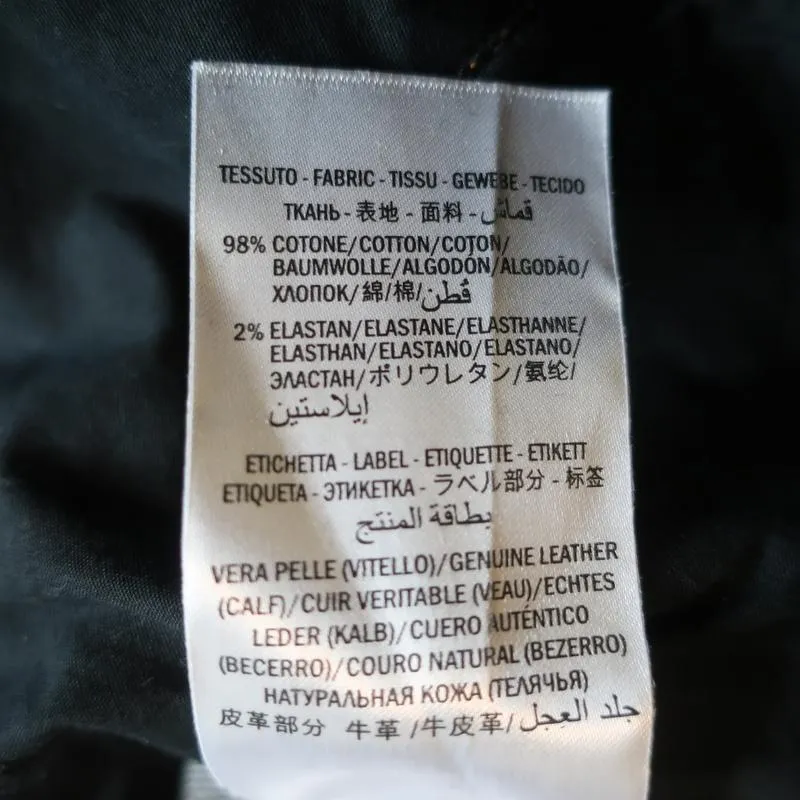 TESSUTO - FABRIC - TISSU - GEWEBE - TECIDO
ТКАНЬ - 表地 - 面料 - قماش
98% COTONE/COTTON/COTON/
BAUMWOLLE/ALGODÓN/ALGODÃO/
ХЛОПОК/綿/棉/قطن
2% ELASTAN/ELASTANE/ELASTHANNE/
ELASTHAN/ELASTANO/ELASTANO/
ЭЛАСТАН/ポリウレタン/氨纶/
إيلاستين
ETICHETTA - LABEL - ETIQUETTE - ETIKETT
ETIQUETA - ЭТИКЕТКА - ラベル部分 - 标签
بطاقة المنتج
VERA PELLE (VITELLO)/GENUINE LEATHER
(CALF)/CUIR VERITABLE (VEAU)/ECHTES
LEDER (KALB)/CUERO AUTÉNTICO
(BECERRO)/COURO NATURAL (BEZERRO)
НАТУРАЛЬНАЯ КОЖА (ТЕЛЯЧЬЯ)
皮革部分 牛革 /牛皮革/جلد العجل